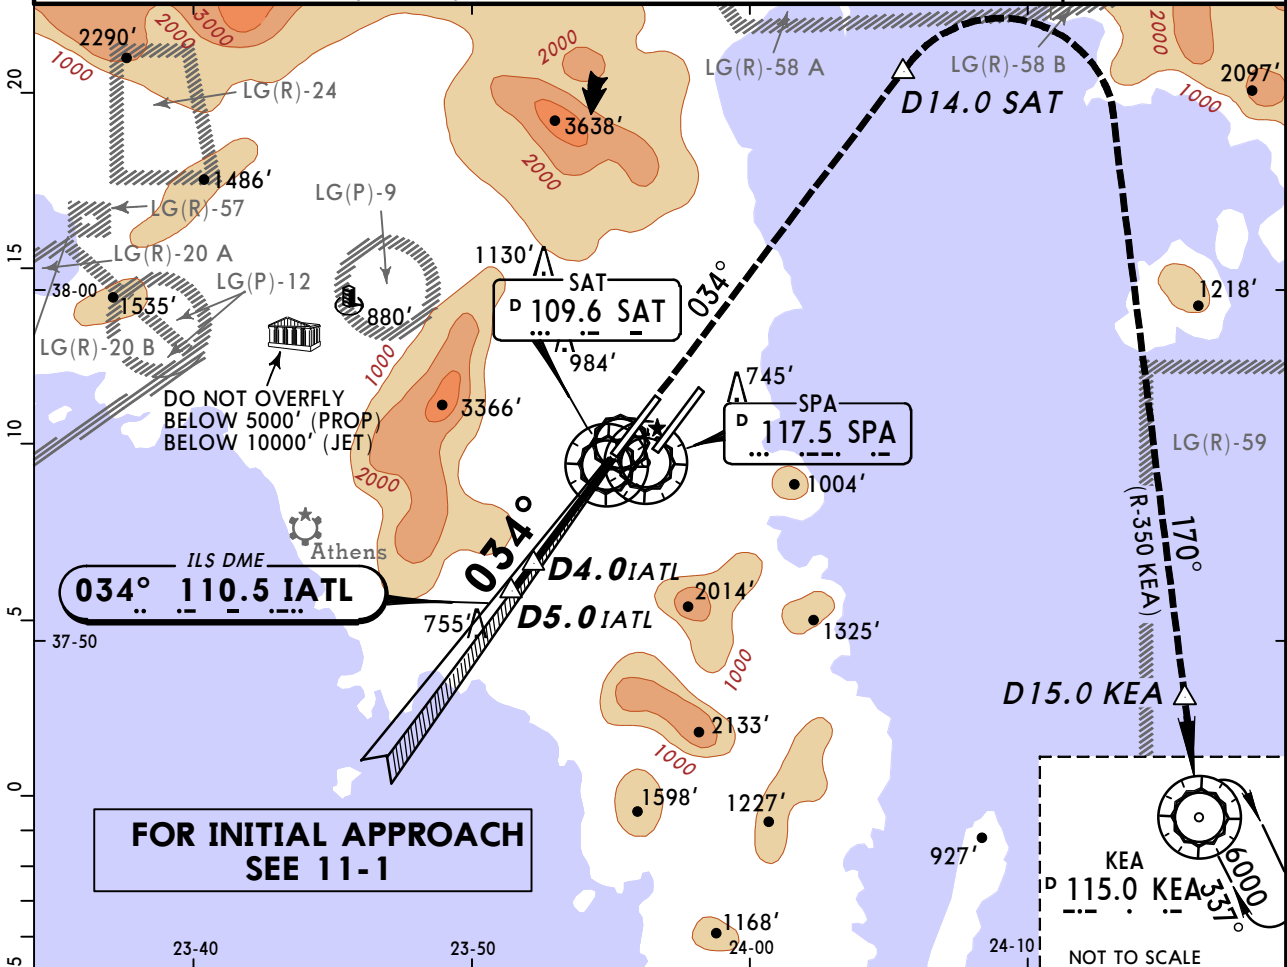 2290′
1000
2000
3000
2000
LG(R)-58 A
LG(R)-58 B
2000
2097′
1000
20
LG(R)-24
3638′
2000
D14.0 SAT
1486′
LG(R)-57
LG(P)-9
15
LG(R)-20 A
LG(P)-12
1130′
SAT
D 109.6 SAT
034°
38-00
1535′
880′
1218′
LG(R)-20 B
984′
1000
745′
DO NOT OVERFLY
BELOW 5000′ (PROP)
BELOW 10000′ (JET)
3366′
SPA
D 117.5 SPA
10
LG(R)-59
2000
1004′
(R-350 KEA)
170°
034°
Athens
ILS DME
034° 110.5 IATL
D4.0 IATL
D5.0 IATL
2014′
1325′
755′
5
37-50
1000
D15.0 KEA
2133′
1000
0
1598′
1227′
FOR INITIAL APPROACH
SEE 11-1
927′
KEA
D 115.0 KEA
6000
337°
1168′
NOT TO SCALE
5
23-40
23-50
24-00
24-10